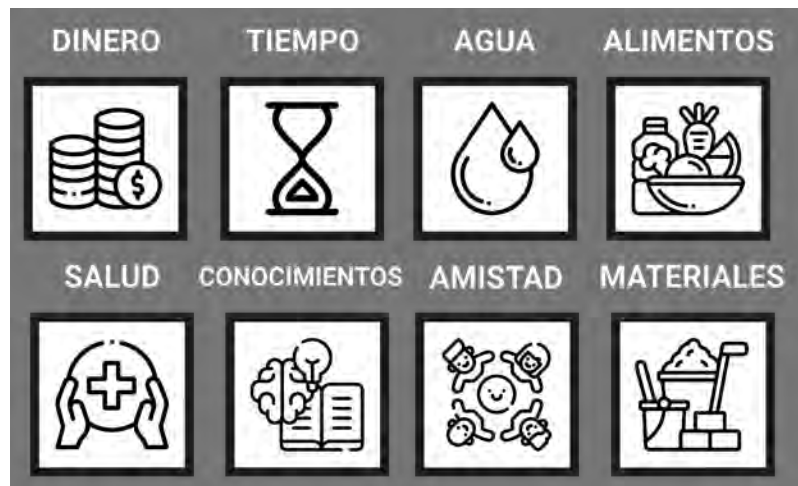 DINERO TIEMPO AGUA ALIMENTOS
$
SALUD CONOCIMIENTOS AMISTAD MATERIALES